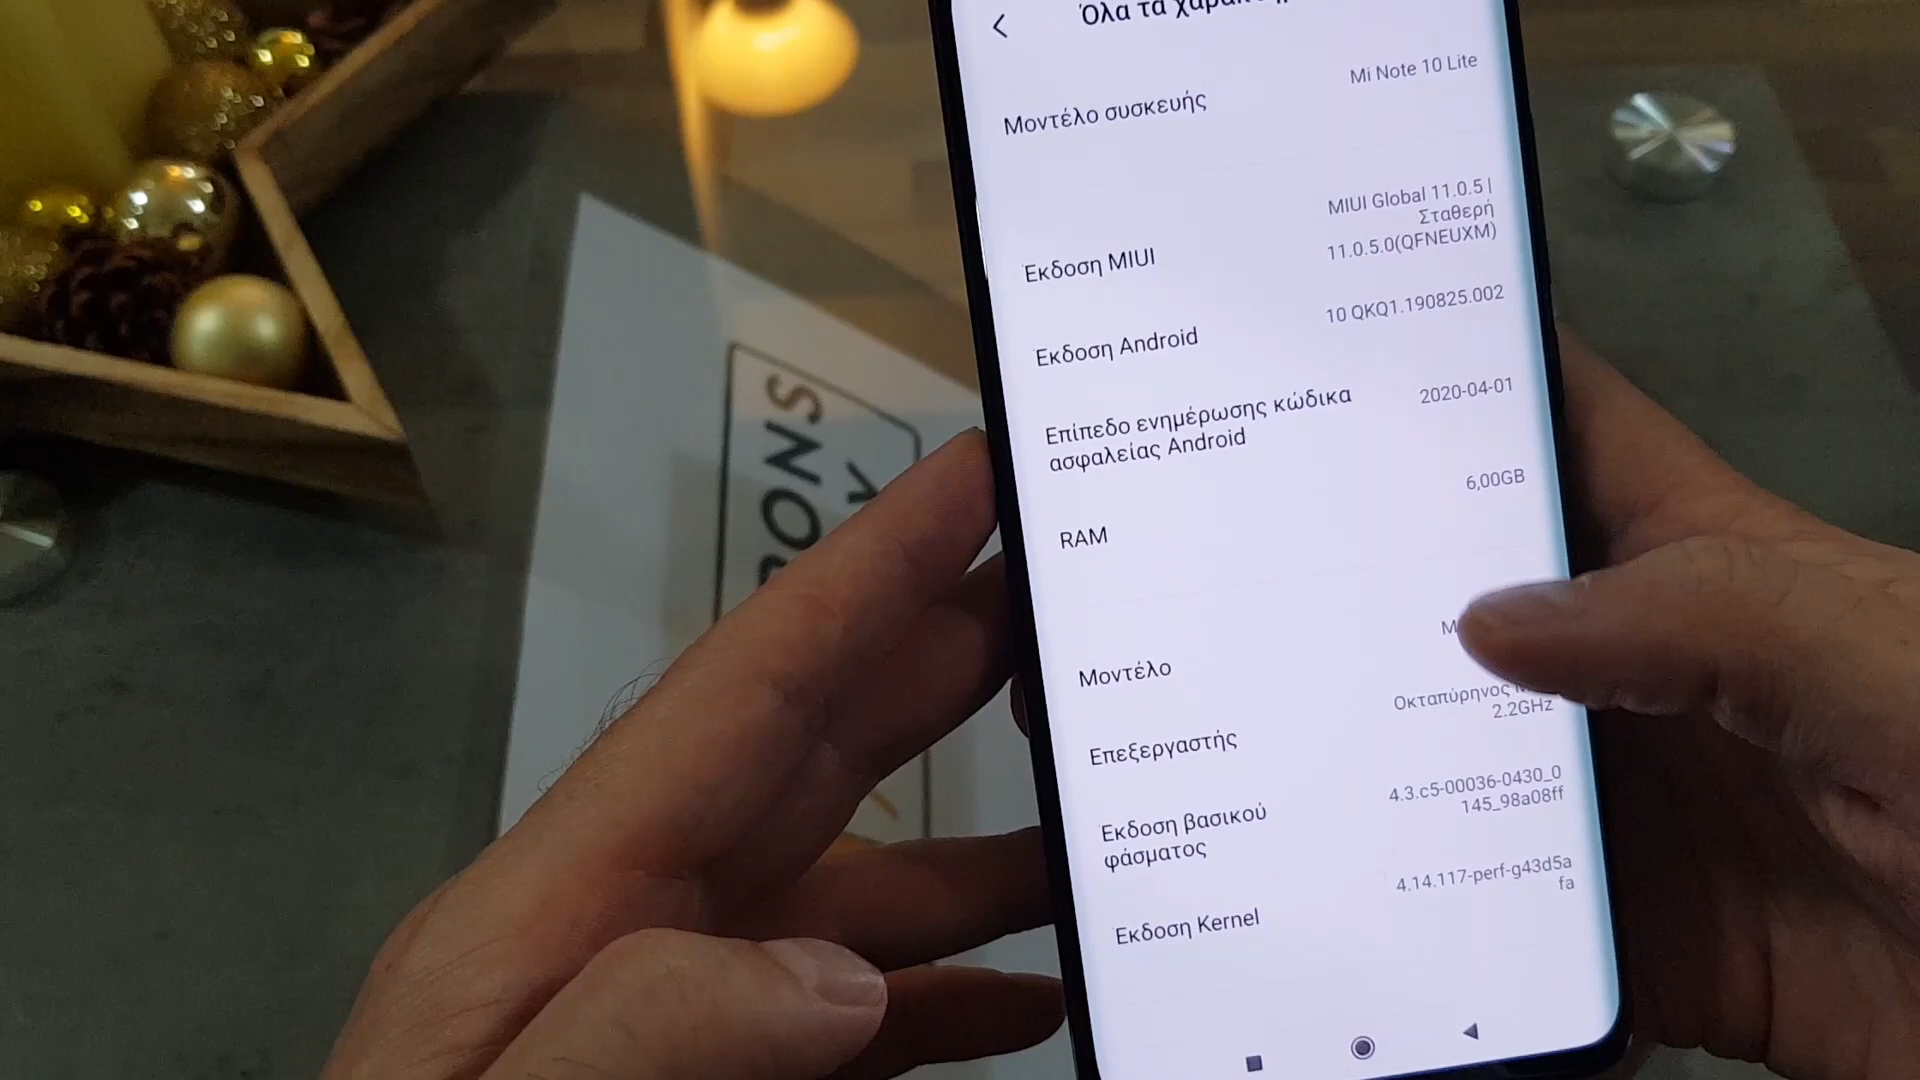 Όλα τα
Μοντέλο συσκευής
Mi Note 10 Lite
Έκδοση MIUI
MIUI Global 11.0.5 |
Σταθερή
11.0.5.0(QFNEUXM)
Έκδοση Android
10 QKQ1.190825.002
Επίπεδο ενημέρωσης κώδικα
ασφαλείας Android
2020-04-01
RAM
6,00GB
Μοντέλο
Επεξεργαστής
Οκταπύρηνος
2.2GHz
Έκδοση βασικού
φάσματος
4.3.c5-00036-0430_0
145_98a08ff
Έκδοση Kernel
4.14.117-perf-g43d5a
fa